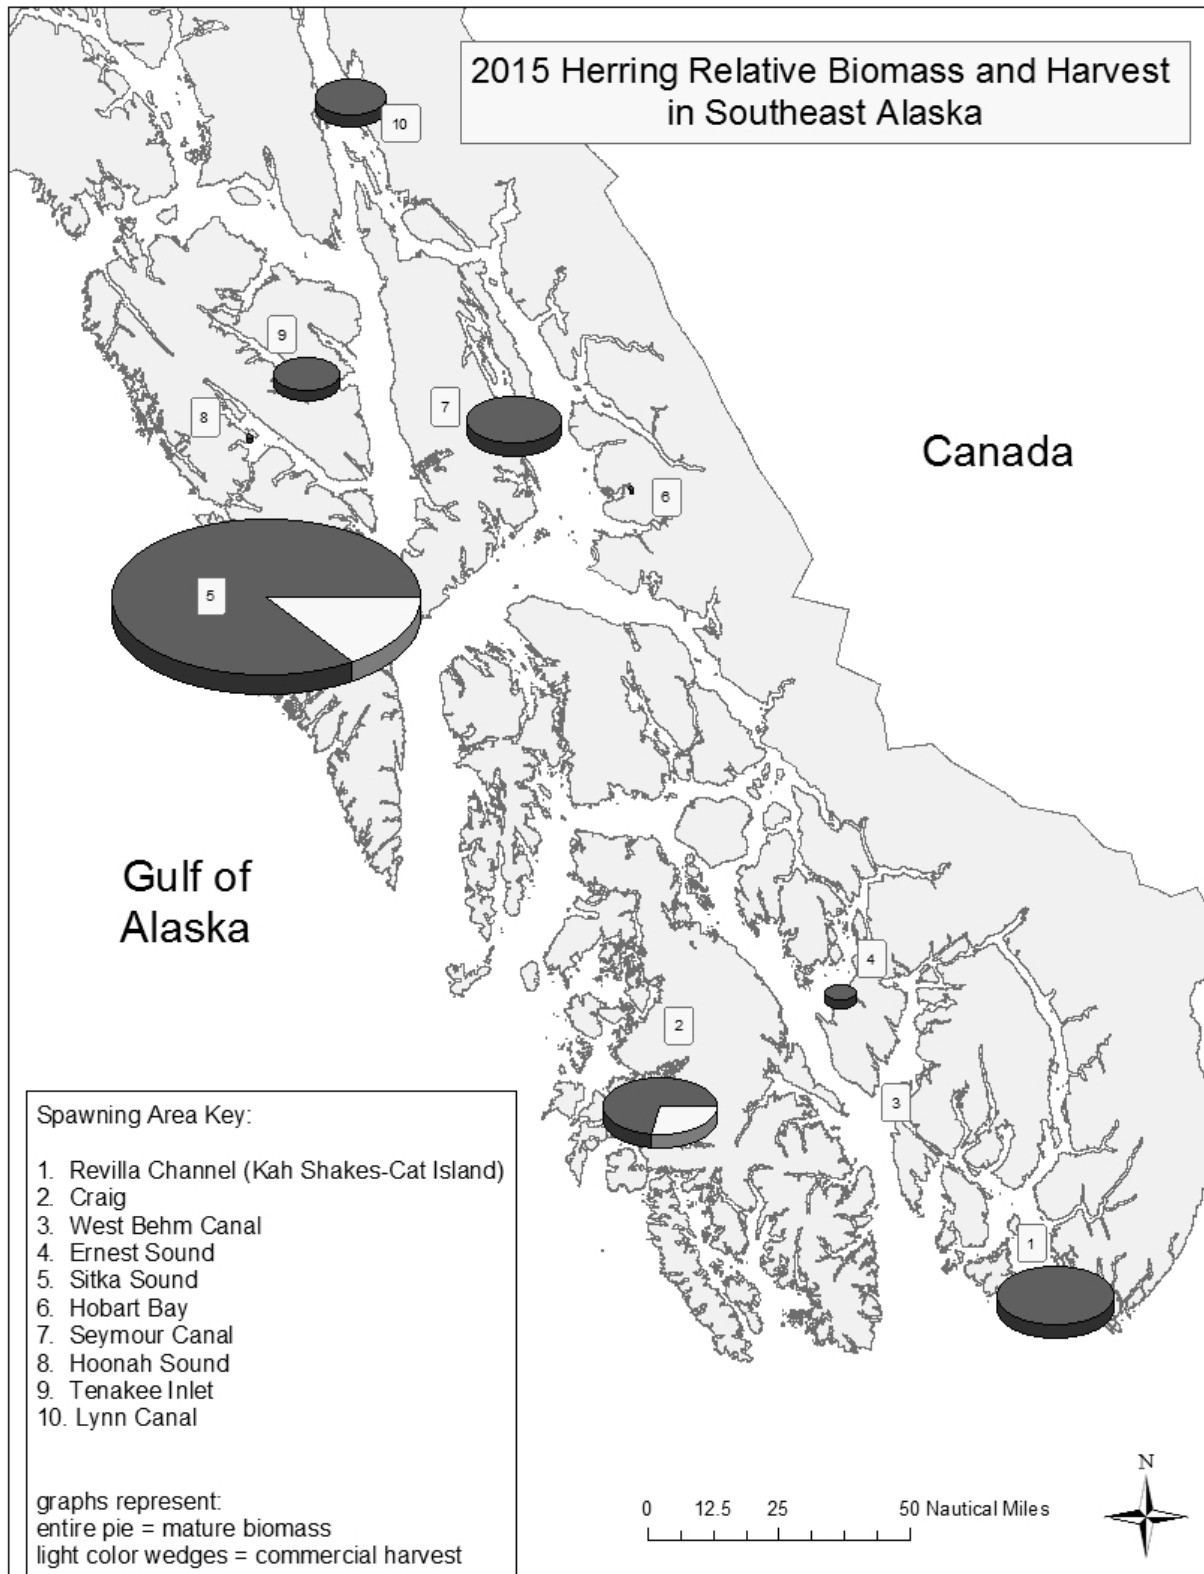 2015 Herring Relative Biomass and Harvest
in Southeast Alaska
10
9
8
7
6
5
Canada
Gulf of
Alaska
4
2
3
1
Spawning Area Key:
1. Revilla Channel (Kah Shakes-Cat Island)
2. Craig
3. West Behm Canal
4. Ernest Sound
5. Sitka Sound
6. Hobart Bay
7. Seymour Canal
8. Hoonah Sound
9. Tenakee Inlet
10. Lynn Canal
graphs represent:
entire pie = mature biomass
light color wedges = commercial harvest
0 12.5 25 50 Nautical Miles
N